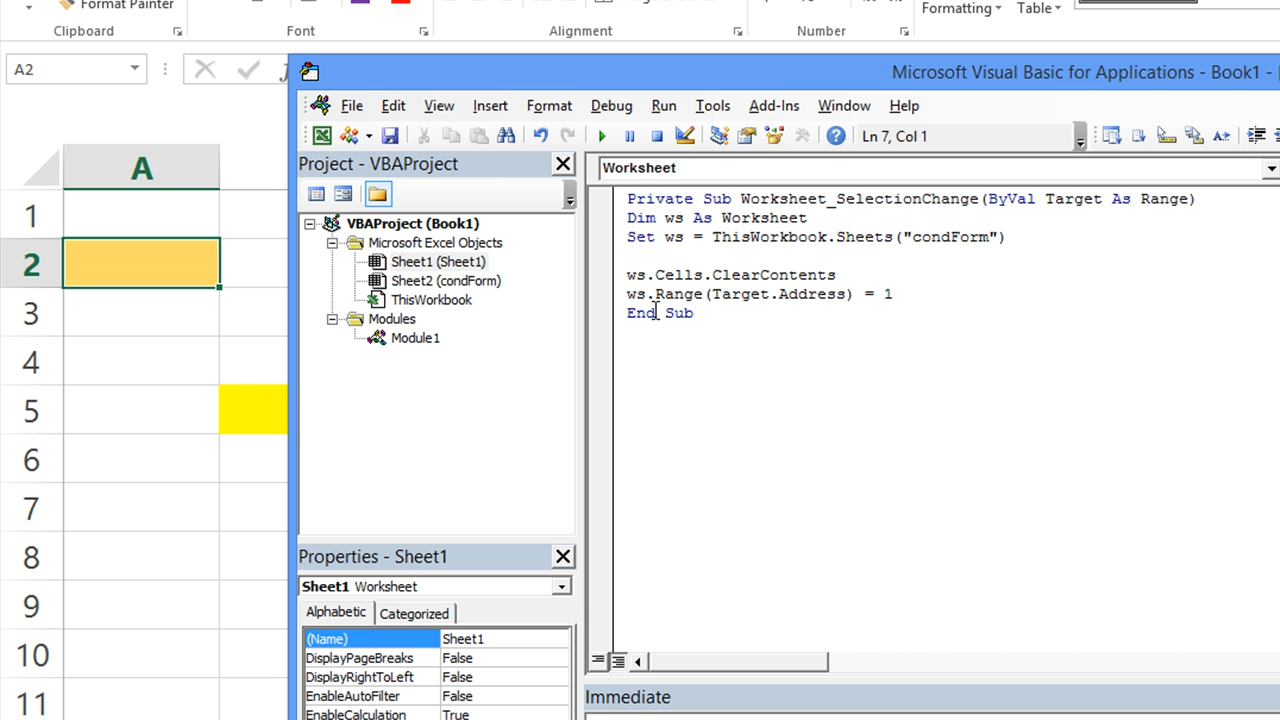 Format Painter
Formatting
Table
Clipboard
Font
Alignment
Number
A2
Microsoft Visual Basic for Applications - Book1 -
File Edit View Insert Format Debug Run Tools Add-Ins Window Help
Ln 7, Col 1
Project - VBAProject
Worksheet
VBAProject (Book1)
Microsoft Excel Objects
Sheet1 (Sheet1)
Sheet2 (condForm)
ThisWorkbook
Modules
Module1
Private Sub Worksheet_SelectionChange(ByVal Target As Range)
Dim ws As Worksheet
Set ws = ThisWorkbook.Sheets("condForm")
ws.Cells.ClearContents
ws.Range(Target.Address) = 1
End Sub
A
1
2
3
4
5
6
7
8
9
10
11
Properties - Sheet1
Sheet1 Worksheet
Alphabetic Categorized
(Name) Sheet1
DisplayPageBreaks False
DisplayRightToLeft False
EnableAutoFilter False
EnableCalculation True
Immediate